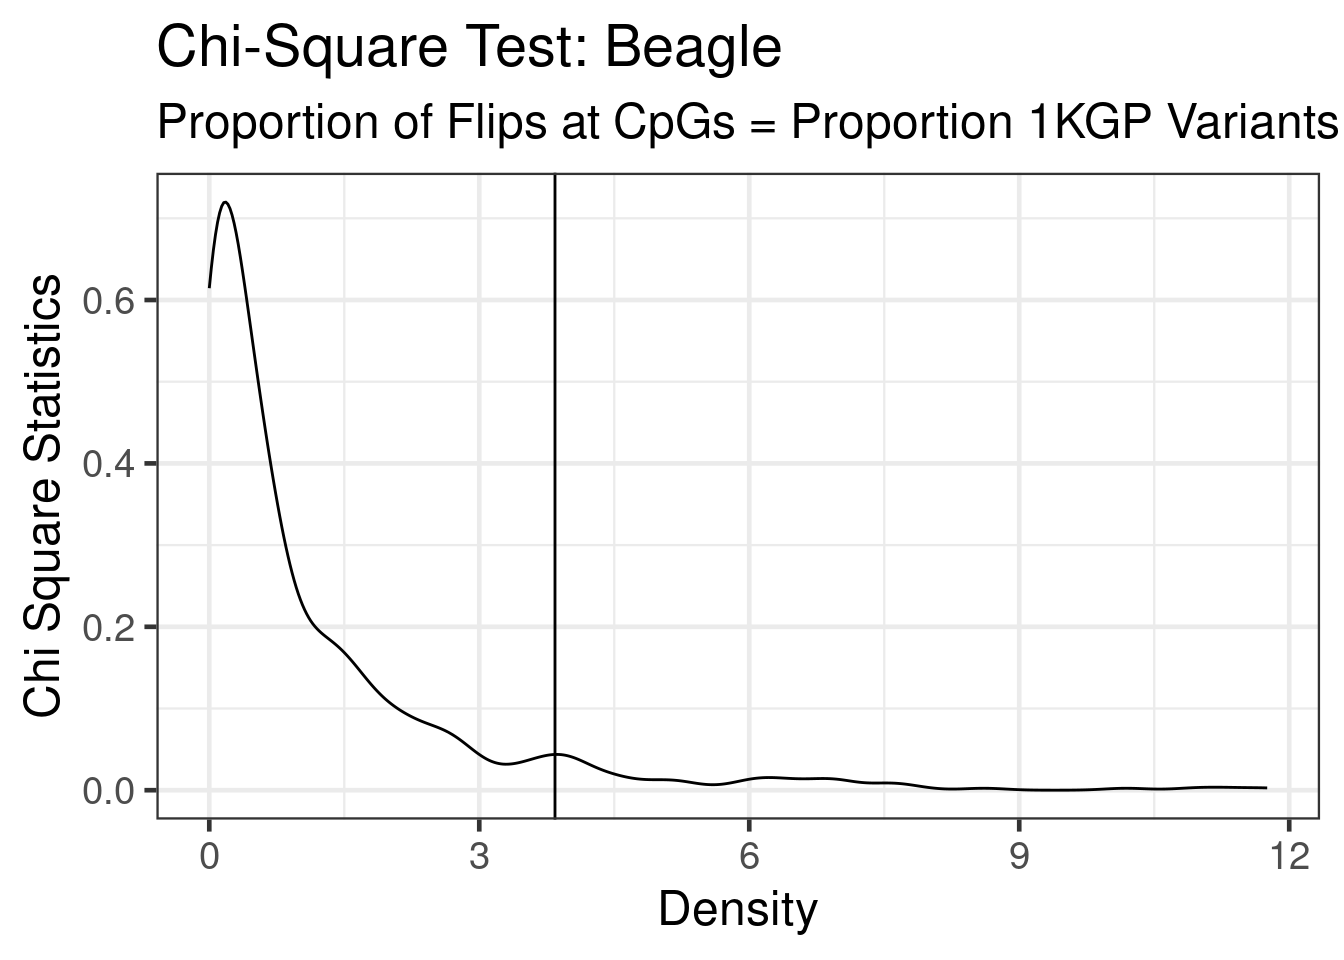 Chi-Square Test: Beagle
Proportion of Flips at CpGs = Proportion 1KGP Variants
Chi Square Statistics
0.6
0.4
0.2
0.0
0 3 6 9 12
Density